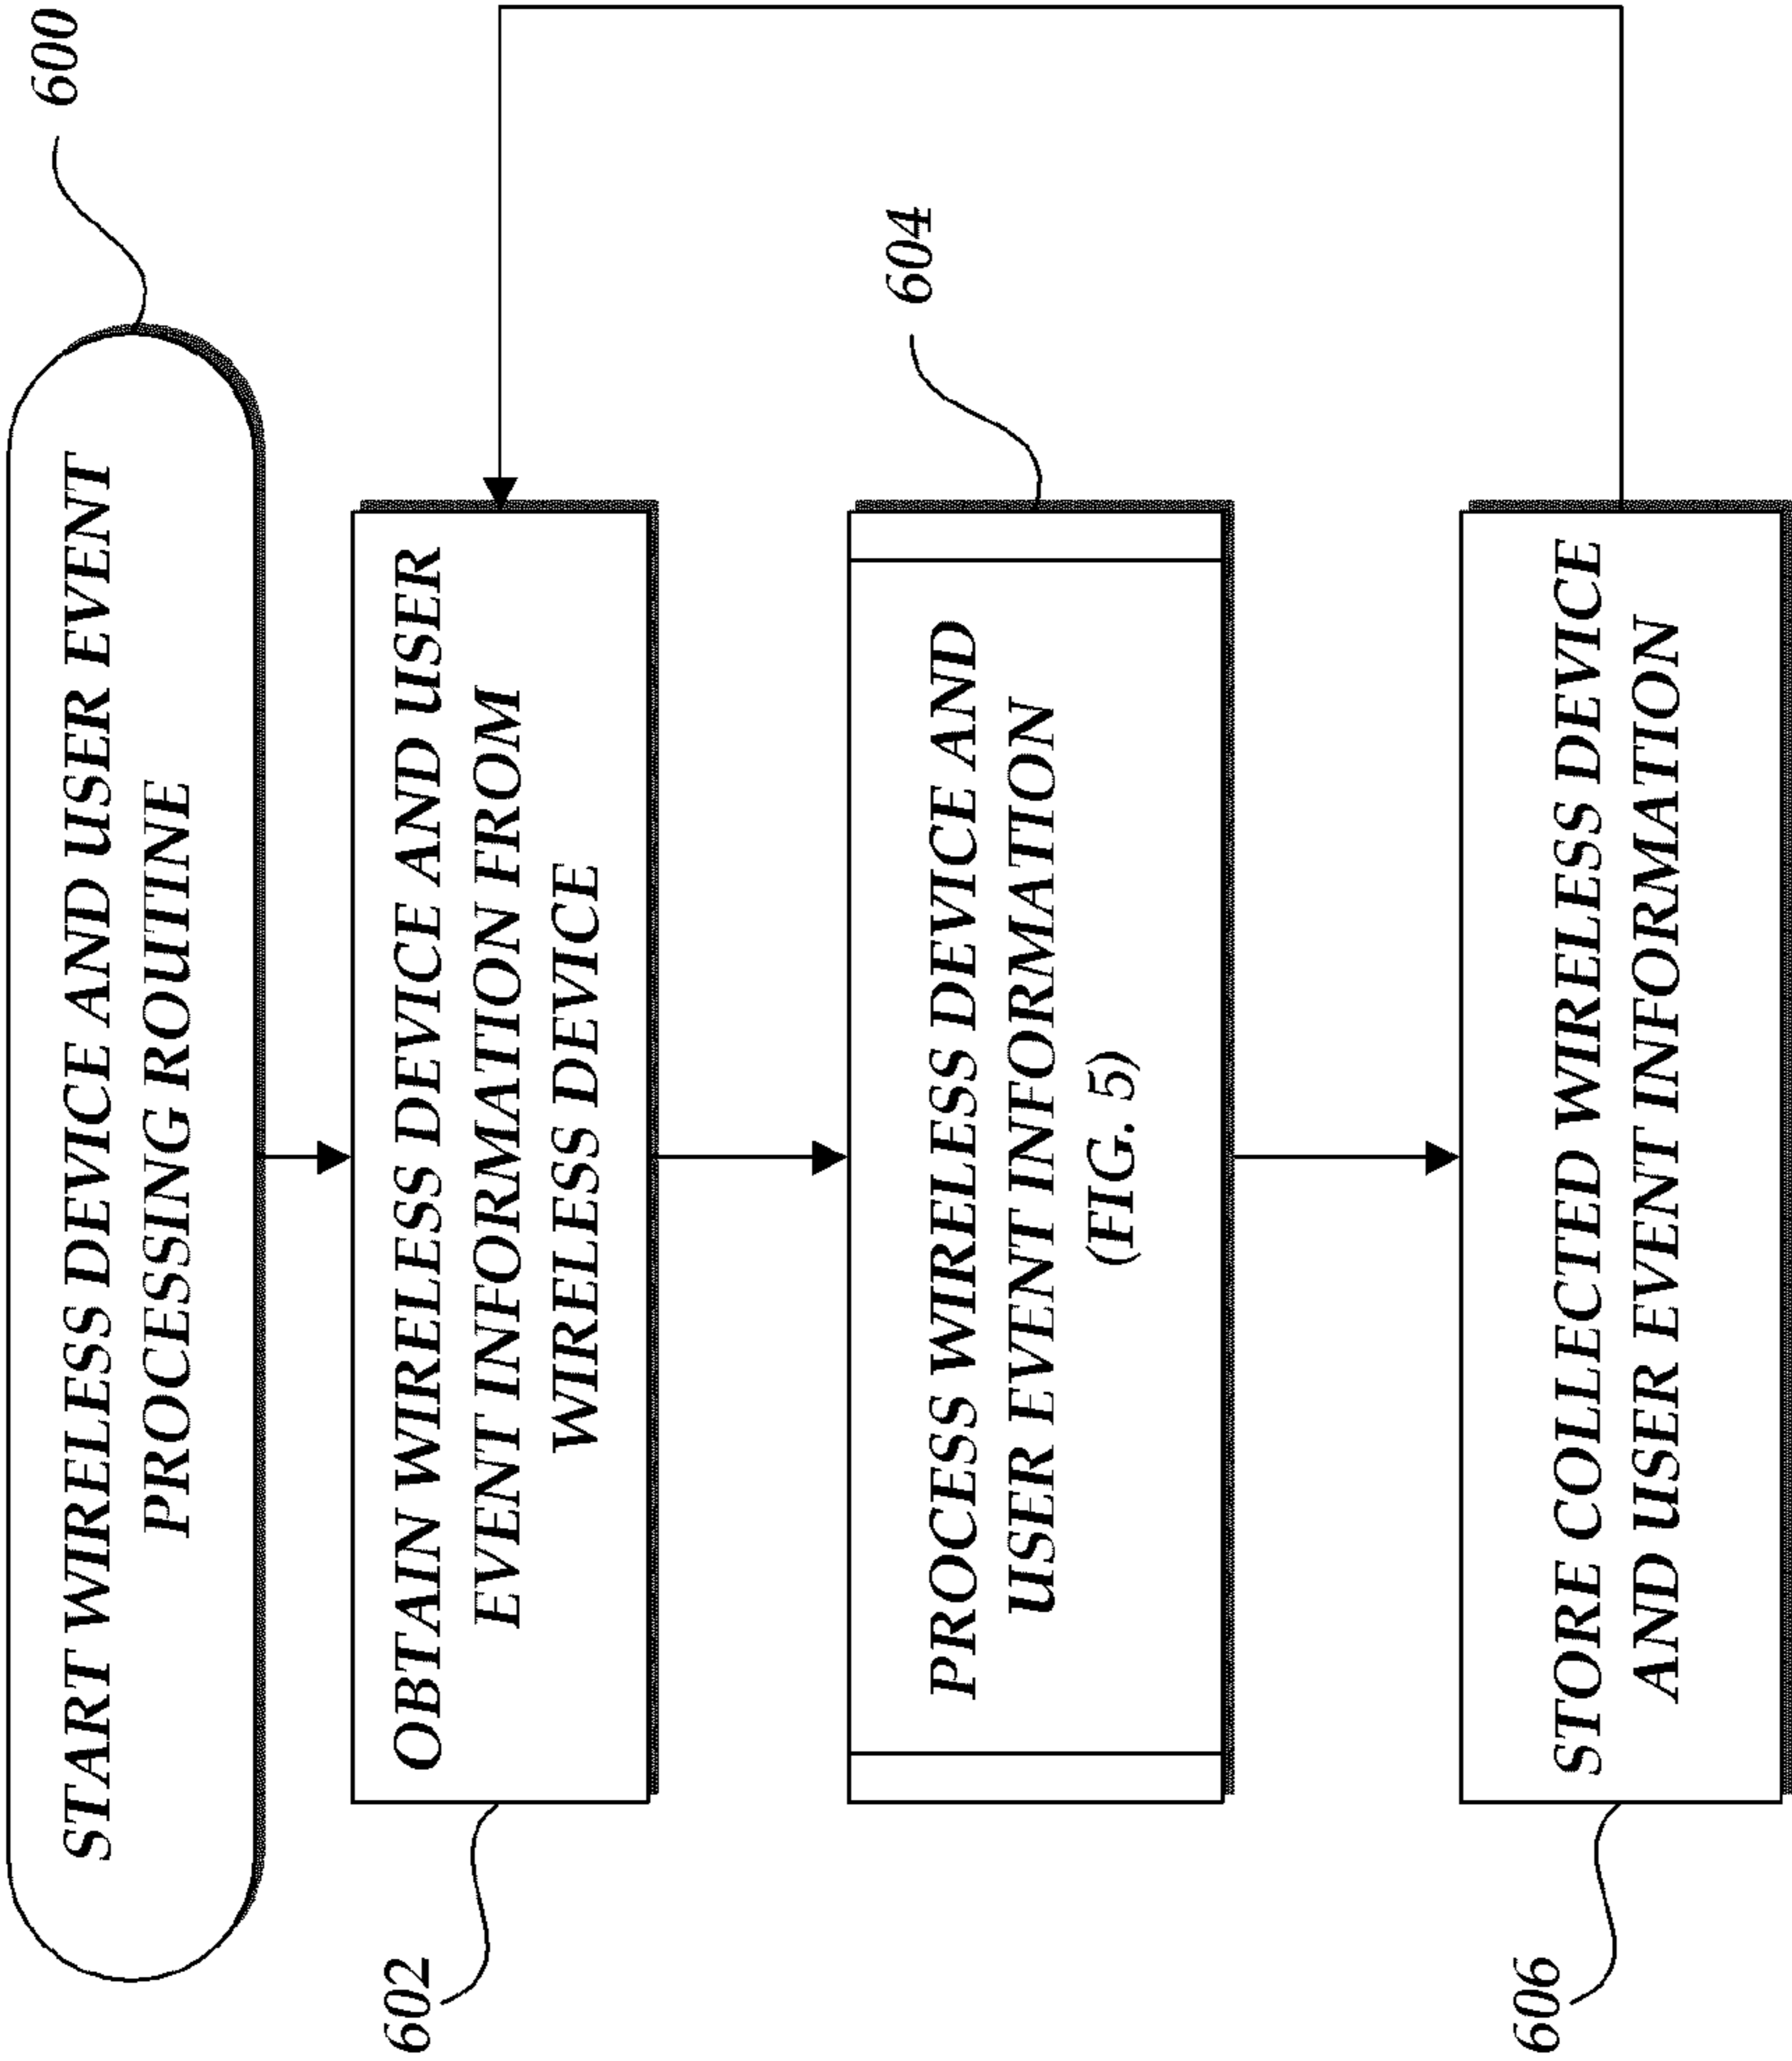 600
START WIRELESS DEVICE AND USER EVENT
PROCESSING ROUTINE
602
OBTAIN WIRELESS DEVICE AND USER
EVENT INFORMATION FROM
WIRELESS DEVICE
604
PROCESS WIRELESS DEVICE AND
USER EVENT INFORMATION
(FIG. 5)
606
STORE COLLECTED WIRELESS DEVICE
AND USER EVENT INFORMATION